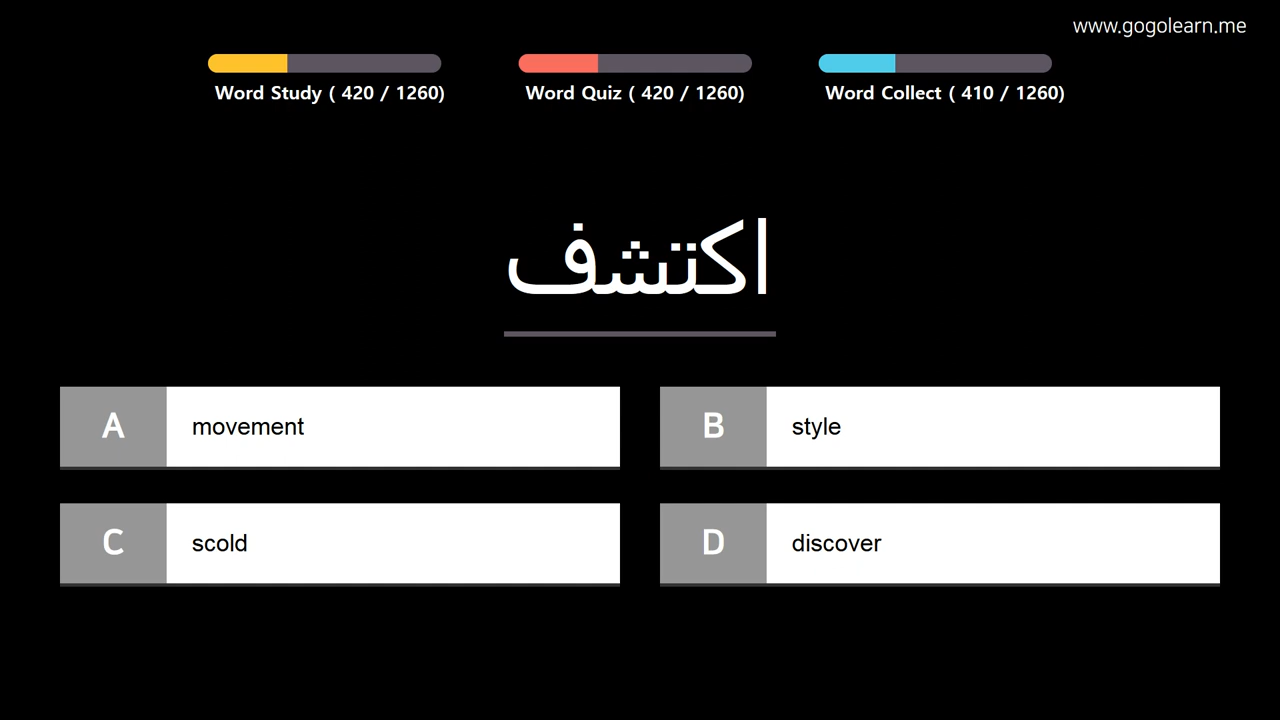 www.gogolearn.me
Word Study ( 420 / 1260)
Word Quiz ( 420 / 1260)
Word Collect ( 410 / 1260)
اكتشف
A movement
B style
C scold
D discover